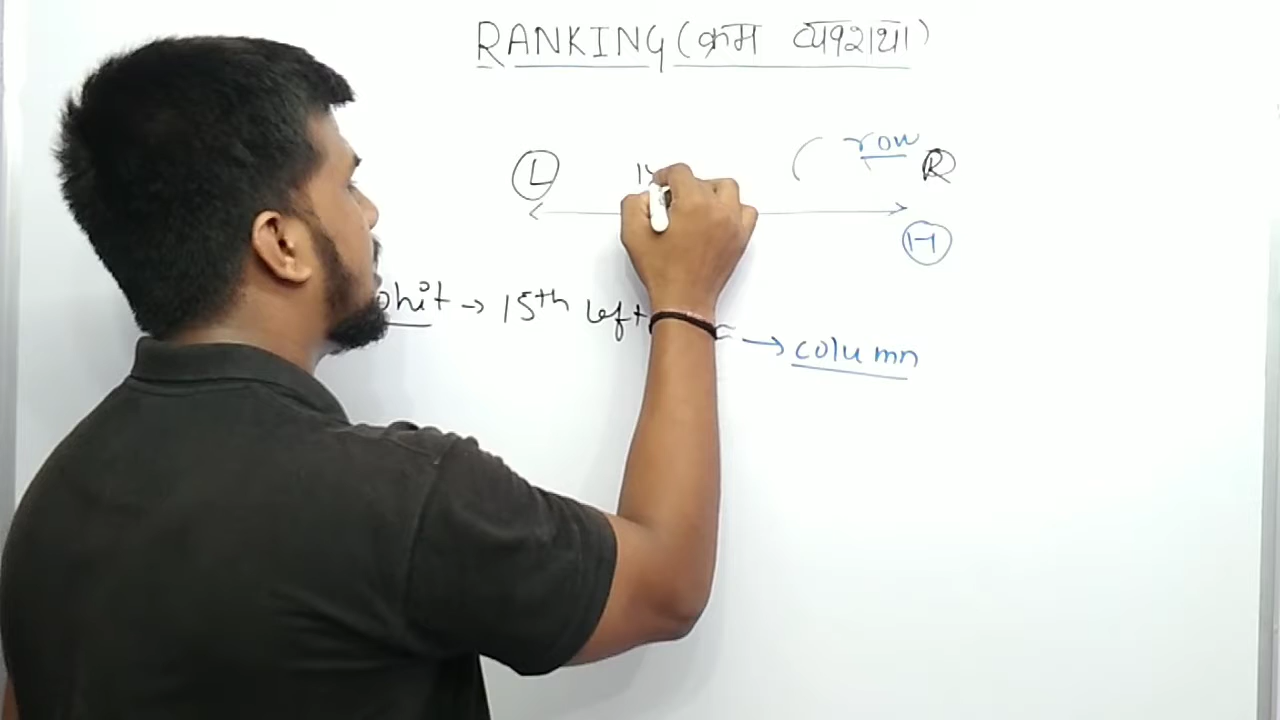 RANKING (क्रम व्यवस्था)
row
L R
H
ohit → 15th left
→ column